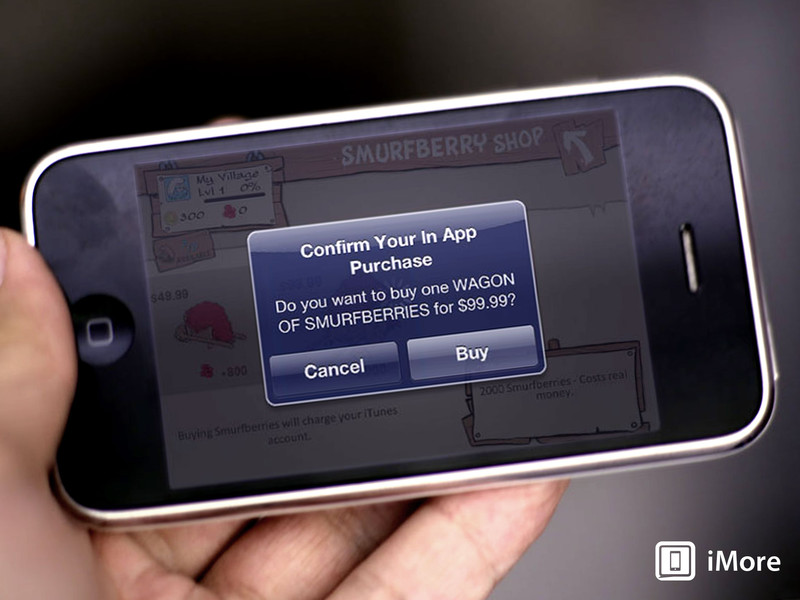 SMURFBERRY SHOP
My Village
Lvl 1 0%
300 0
Confirm Your In App
Purchase
Do you want to buy one WAGON
OF SMURFBERRIES for $99.99?
Cancel
Buy
$49.99
+800
2000 Smurfberries - Costs real
money.
Buying Smurfberries will charge your iTunes
account.
iMore